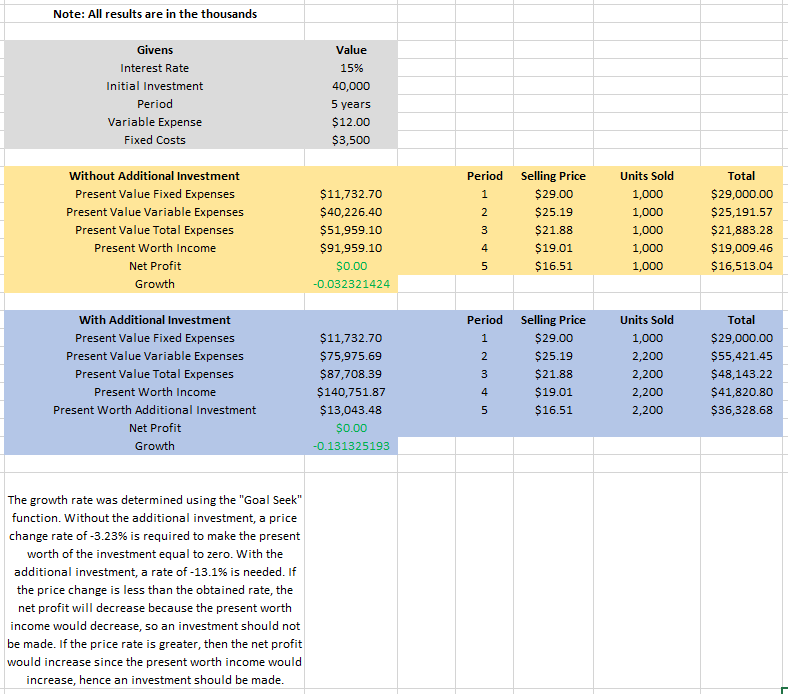 Note: All results are in the thousands
Givens Value
Interest Rate 15%
Initial Investment 40,000
Period 5 years
Variable Expense $12.00
Fixed Costs $3,500
Without Additional Investment Period Selling Price Units Sold Total
Present Value Fixed Expenses $11,732.70 1 $29.00 1,000 $29,000.00
Present Value Variable Expenses $40,226.40 2 $25.19 1,000 $25,191.57
Present Value Total Expenses $51,959.10 3 $21.88 1,000 $21,883.28
Present Worth Income $91,959.10 4 $19.01 1,000 $19,009.46
Net Profit $0.00 5 $16.51 1,000 $16,513.04
Growth -0.032321424
With Additional Investment Period Selling Price Units Sold Total
Present Value Fixed Expenses $11,732.70 1 $29.00 1,000 $29,000.00
Present Value Variable Expenses $75,975.69 2 $25.19 2,200 $55,421.45
Present Value Total Expenses $87,708.39 3 $21.88 2,200 $48,143.22
Present Worth Income $140,751.87 4 $19.01 2,200 $41,820.80
Present Worth Additional Investment $13,043.48 5 $16.51 2,200 $36,328.68
Net Profit $0.00
Growth -0.131325193
The growth rate was determined using the "Goal Seek"
function. Without the additional investment, a price
change rate of -3.23% is required to make the present
worth of the investment equal to zero. With the
additional investment, a rate of -13.1% is needed. If
the price change is less than the obtained rate, the
net profit will decrease because the present worth
income would decrease, so an investment should not
be made. If the price rate is greater, then the net profit
would increase since the present worth income would
increase, hence an investment should be made.